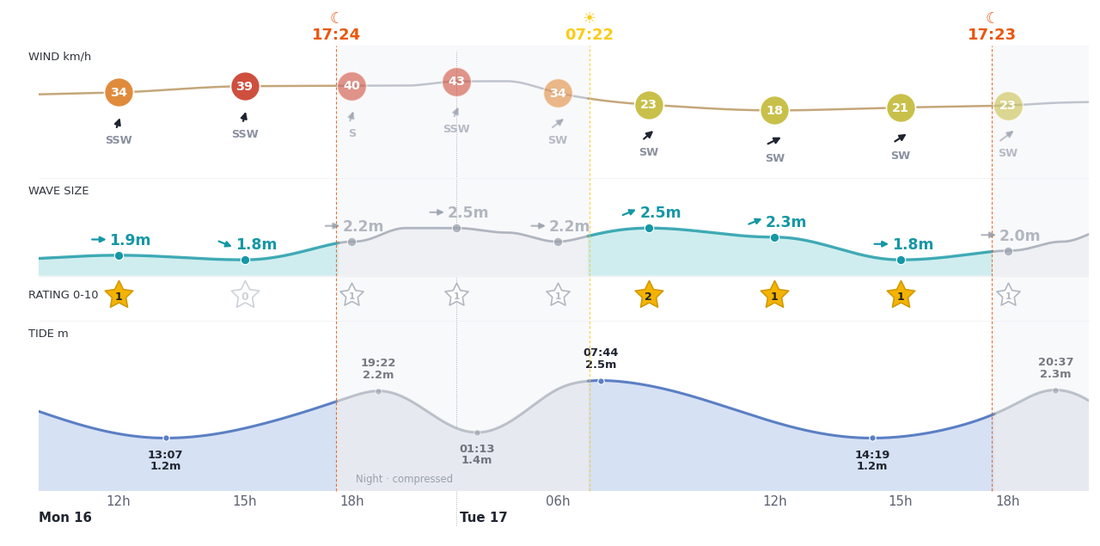 17:24 07:22 17:23
WIND km/h
34 39 40 43 34 23 18 21 23
SSW SSW S SSW SW SW SW SW SW
WAVE SIZE
1.9m 1.8m 2.2m 2.5m 2.2m 2.5m 2.3m 1.8m 2.0m
RATING 0-10 1 0 1 1 1 2 1 1 1
TIDE m
19:22
2.2m
07:44
2.5m
20:37
2.3m
13:07
1.2m
01:13
1.4m
14:19
1.2m
Night · compressed
12h 15h 18h 06h 12h 15h 18h
Mon 16 Tue 17